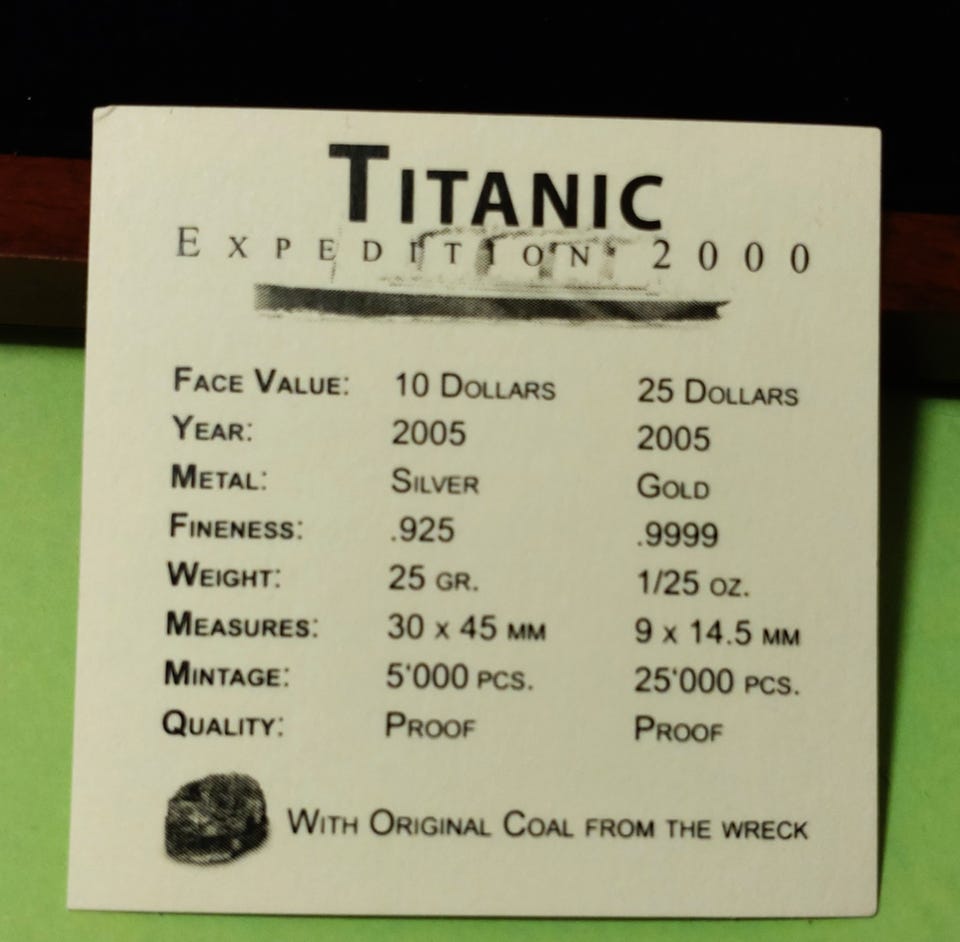 TITANIC
EXPEDITION 2000
FACE VALUE: 10 DOLLARS 25 DOLLARS
YEAR: 2005 2005
METAL: SILVER GOLD
FINENESS: .925 .9999
WEIGHT: 25 GR. 1/25 OZ.
MEASURES: 30 X 45 MM 9 X 14.5 MM
MINTAGE: 5'000 PCS. 25'000 PCS.
QUALITY: PROOF PROOF
WITH ORIGINAL COAL FROM THE WRECK